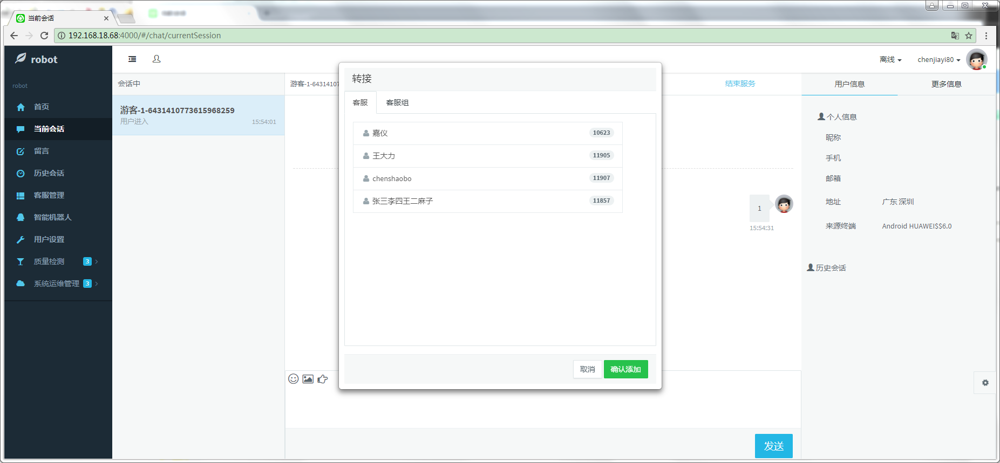 当前会话
192.168.18.68:4000/#/chat/currentSession
robot
离线
chenjiayi80
robot
首页
当前会话
留言
历史会话
客服管理
智能机器人
用户设置
质量检测 3
系统运维管理 3
会话中
游客-1-6431410773615968259
用户进入 15:54:01
游客-1-6431410
结束服务
转接
客服 客服组
嘉仪 10623
王大力 11905
chenshaobo 11907
张三李四王二麻子 11857
取消 确认添加
1
15:54:31
发送
用户信息 更多信息
个人信息
昵称
手机
邮箱
地址 广东 深圳
来源终端 Android HUAWEI$$6.0
历史会话